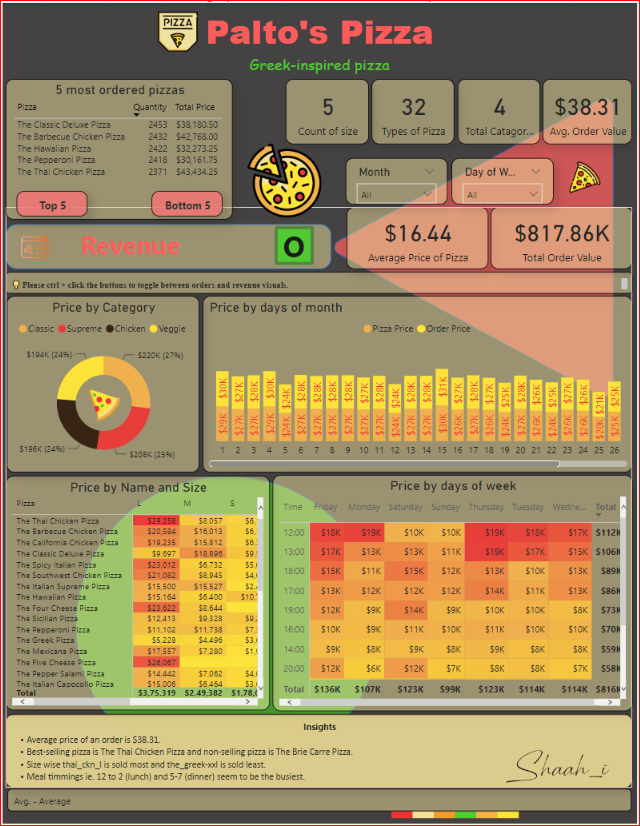 PIZZA
Palto's Pizza
Greek-inspired pizza
5 most ordered pizzas
Pizza Quantity Total Price
The Classic Deluxe Pizza 2453 $38,180.50
The Barbecue Chicken Pizza 2432 $42,768.00
The Hawaiian Pizza 2422 $32,273.25
The Pepperoni Pizza 2418 $30,161.75
The Thai Chicken Pizza 2371 $43,434.25
Top 5 Bottom 5
5 32 4 $38.31
Count of size Types of Pizza Total Catagor... Avg. Order Value
Month Day of W...
All All
Revenue O
$16.44 $817.86K
Average Price of Pizza Total Order Value
Please ctrl + click the buttons to toggle between orders and revenue visuals.
Price by Category
Classic Supreme Chicken Veggie
$194K (24%) $220K (27%)
$196K (24%) $208K (25%)
Price by days of month
Pizza Price Order Price
$30K $27K $28K $30K $24K $28K $28K $28K $28K $27K $28K $24K $28K $27K $31K $26K $28K $27K $24K $28K $26K $25K $27K $26K $21K $25K
$29K $27K $27K $29K $24K $27K $27K $27K $27K $27K $27K $24K $27K $27K $30K $26K $27K $27K $24K $27K $26K $24K $26K $26K $20K $25K
1 2 3 4 5 6 7 8 9 10 11 12 13 14 15 16 17 18 19 20 21 22 23 24 25 26
Price by Name and Size
Pizza L M S
The Thai Chicken Pizza $29,258 $8,057 $6,
The Barbecue Chicken Pizza $20,584 $16,013 $6,
The California Chicken Pizza $19,235 $15,812 $6,
The Classic Deluxe Pizza $9,697 $18,896 $9,
The Spicy Italian Pizza $23,012 $6,732 $5,
The Southwest Chicken Pizza $21,082 $8,945 $4,
The Italian Supreme Pizza $15,500 $15,527 $2,
The Hawaiian Pizza $15,164 $6,400 $10,
The Four Cheese Pizza $23,622 $8,644
The Sicilian Pizza $12,413 $9,328 $9,
The Pepperoni Pizza $11,102 $11,738 $7,
The Greek Pizza $5,228 $4,496 $3,
The Mexicana Pizza $17,557 $7,280 $1,
The Five Cheese Pizza $26,067
The Pepper Salami Pizza $14,442 $7,062 $4,
The Italian Capocollo Pizza $15,006 $6,464 $3,
Total $3,75,319 $2,49,382 $1,78,
Price by days of week
Time Friday Monday Saturday Sunday Thursday Tuesday Wedne... Total
12:00 $18K $19K $10K $10K $19K $18K $17K $112K
13:00 $17K $13K $13K $11K $19K $17K $15K $106K
18:00 $15K $11K $15K $12K $13K $10K $13K $89K
17:00 $13K $12K $12K $12K $14K $11K $13K $86K
19:00 $12K $9K $14K $9K $10K $10K $8K $73K
16:00 $10K $9K $11K $10K $11K $10K $10K $70K
14:00 $9K $8K $9K $8K $9K $9K $8K $59K
20:00 $12K $6K $12K $7K $8K $8K $7K $58K
Total $136K $107K $123K $99K $123K $114K $114K $816K
Insights
• Average price of an order is $38.31.
• Best-selling pizza is The Thai Chicken Pizza and non-selling pizza is The Brie Carre Pizza.
• Size wise thai_ckn_l is sold most and the_greek-xxl is sold least.
• Meal timmings ie. 12 to 2 (lunch) and 5-7 (dinner) seem to be the busiest.
Shaah_i
Avg. - Average